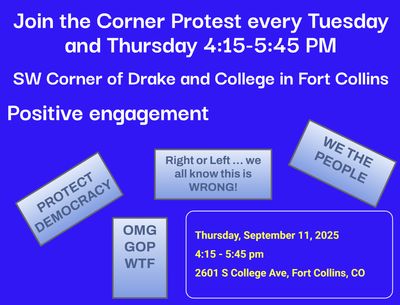 Join the Corner Protest every Tuesday
and Thursday 4:15-5:45 PM
SW Corner of Drake and College in Fort Collins
Positive engagement
PROTECT
DEMOCRACY
Right or Left ... we
all know this is
WRONG!
WE THE
PEOPLE
OMG
GOP
WTF
Thursday, September 11, 2025
4:15 - 5:45 pm
2601 S College Ave, Fort Collins, CO